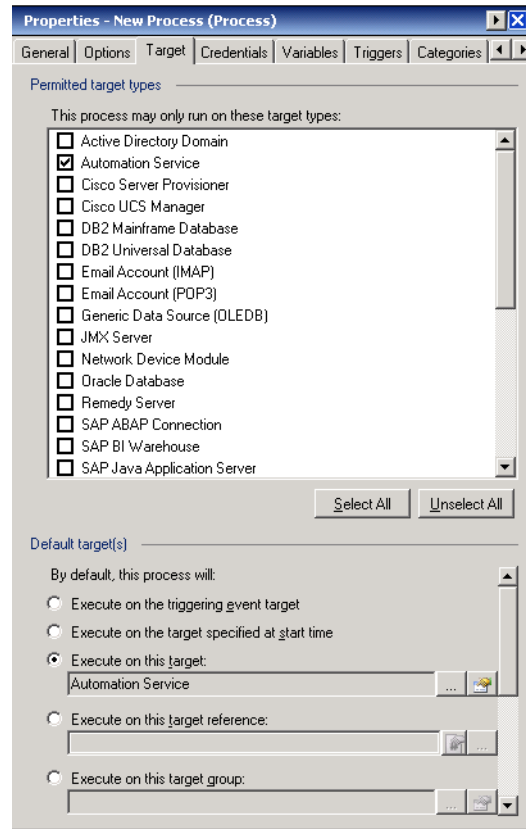 Properties - New Process (Process)
General Options Target Credentials Variables Triggers Categories
Permitted target types
This process may only run on these target types:
Active Directory Domain
Automation Service
Cisco Server Provisioner
Cisco UCS Manager
DB2 Mainframe Database
DB2 Universal Database
Email Account (IMAP)
Email Account (POP3)
Generic Data Source (OLEDB)
JMX Server
Network Device Module
Oracle Database
Remedy Server
SAP ABAP Connection
SAP BI Warehouse
SAP Java Application Server
Select All Unselect All
Default target(s)
By default, this process will:
Execute on the triggering event target
Execute on the target specified at start time
Execute on this target:
Automation Service ...
Execute on this target reference:
...
Execute on this target group:
...